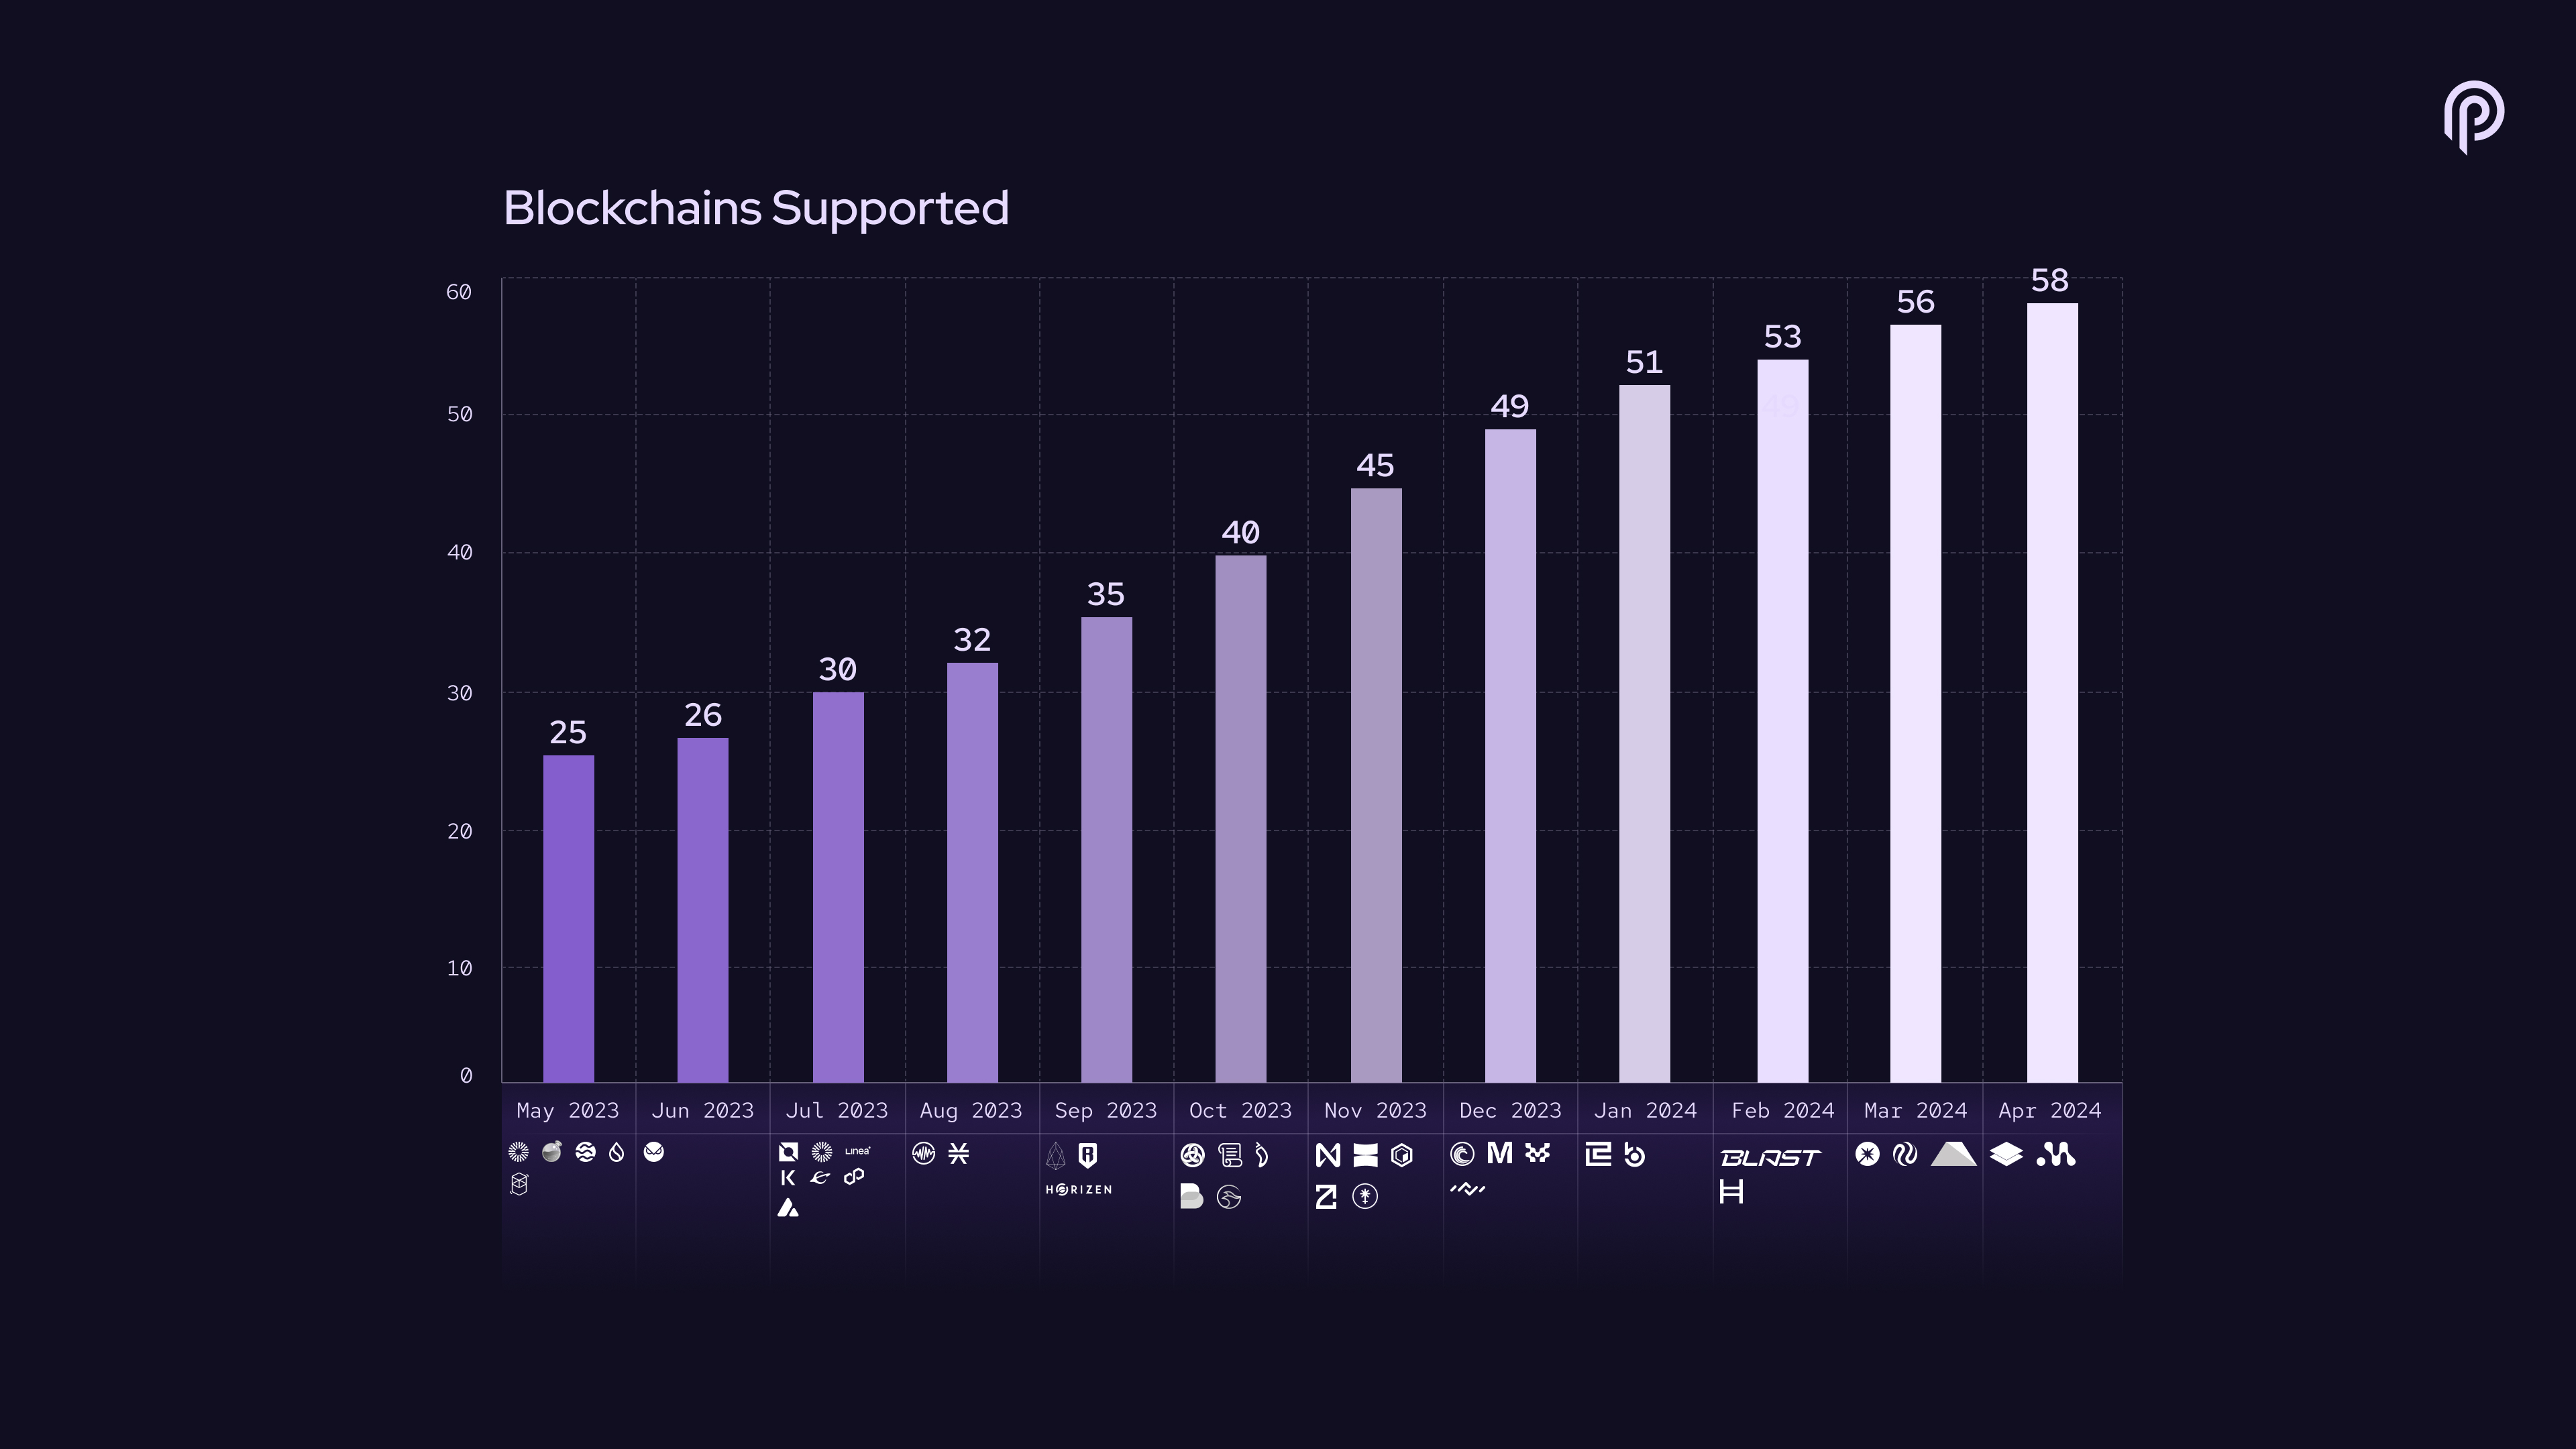 Blockchains Supported
60
50
40
30
20
10
0
25
26
30
32
35
40
45
49
51
53
49
56
58
May 2023
Jun 2023
Jul 2023
Aug 2023
Sep 2023
Oct 2023
Nov 2023
Dec 2023
Jan 2024
Feb 2024
Mar 2024
Apr 2024
Linea
HORIZEN
BLAST